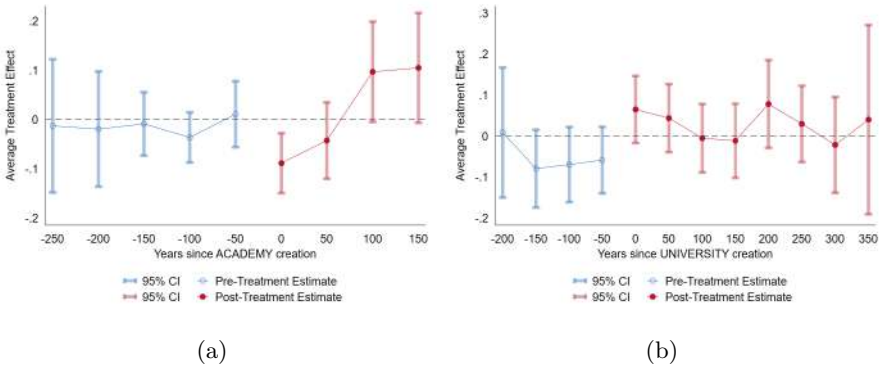 .2
.1
0
-.1
-.2
Average Treatment Effect
-250 -200 -150 -100 -50 0 50 100 150
Years since ACADEMY creation
95% CI Pre-Treatment Estimate
95% CI Post-Treatment Estimate
(a)
.3
.2
.1
0
-.1
-.2
Average Treatment Effect
-200 -150 -100 -50 0 50 100 150 200 250 300 350
Years since UNIVERSITY creation
95% CI Pre-Treatment Estimate
95% CI Post-Treatment Estimate
(b)